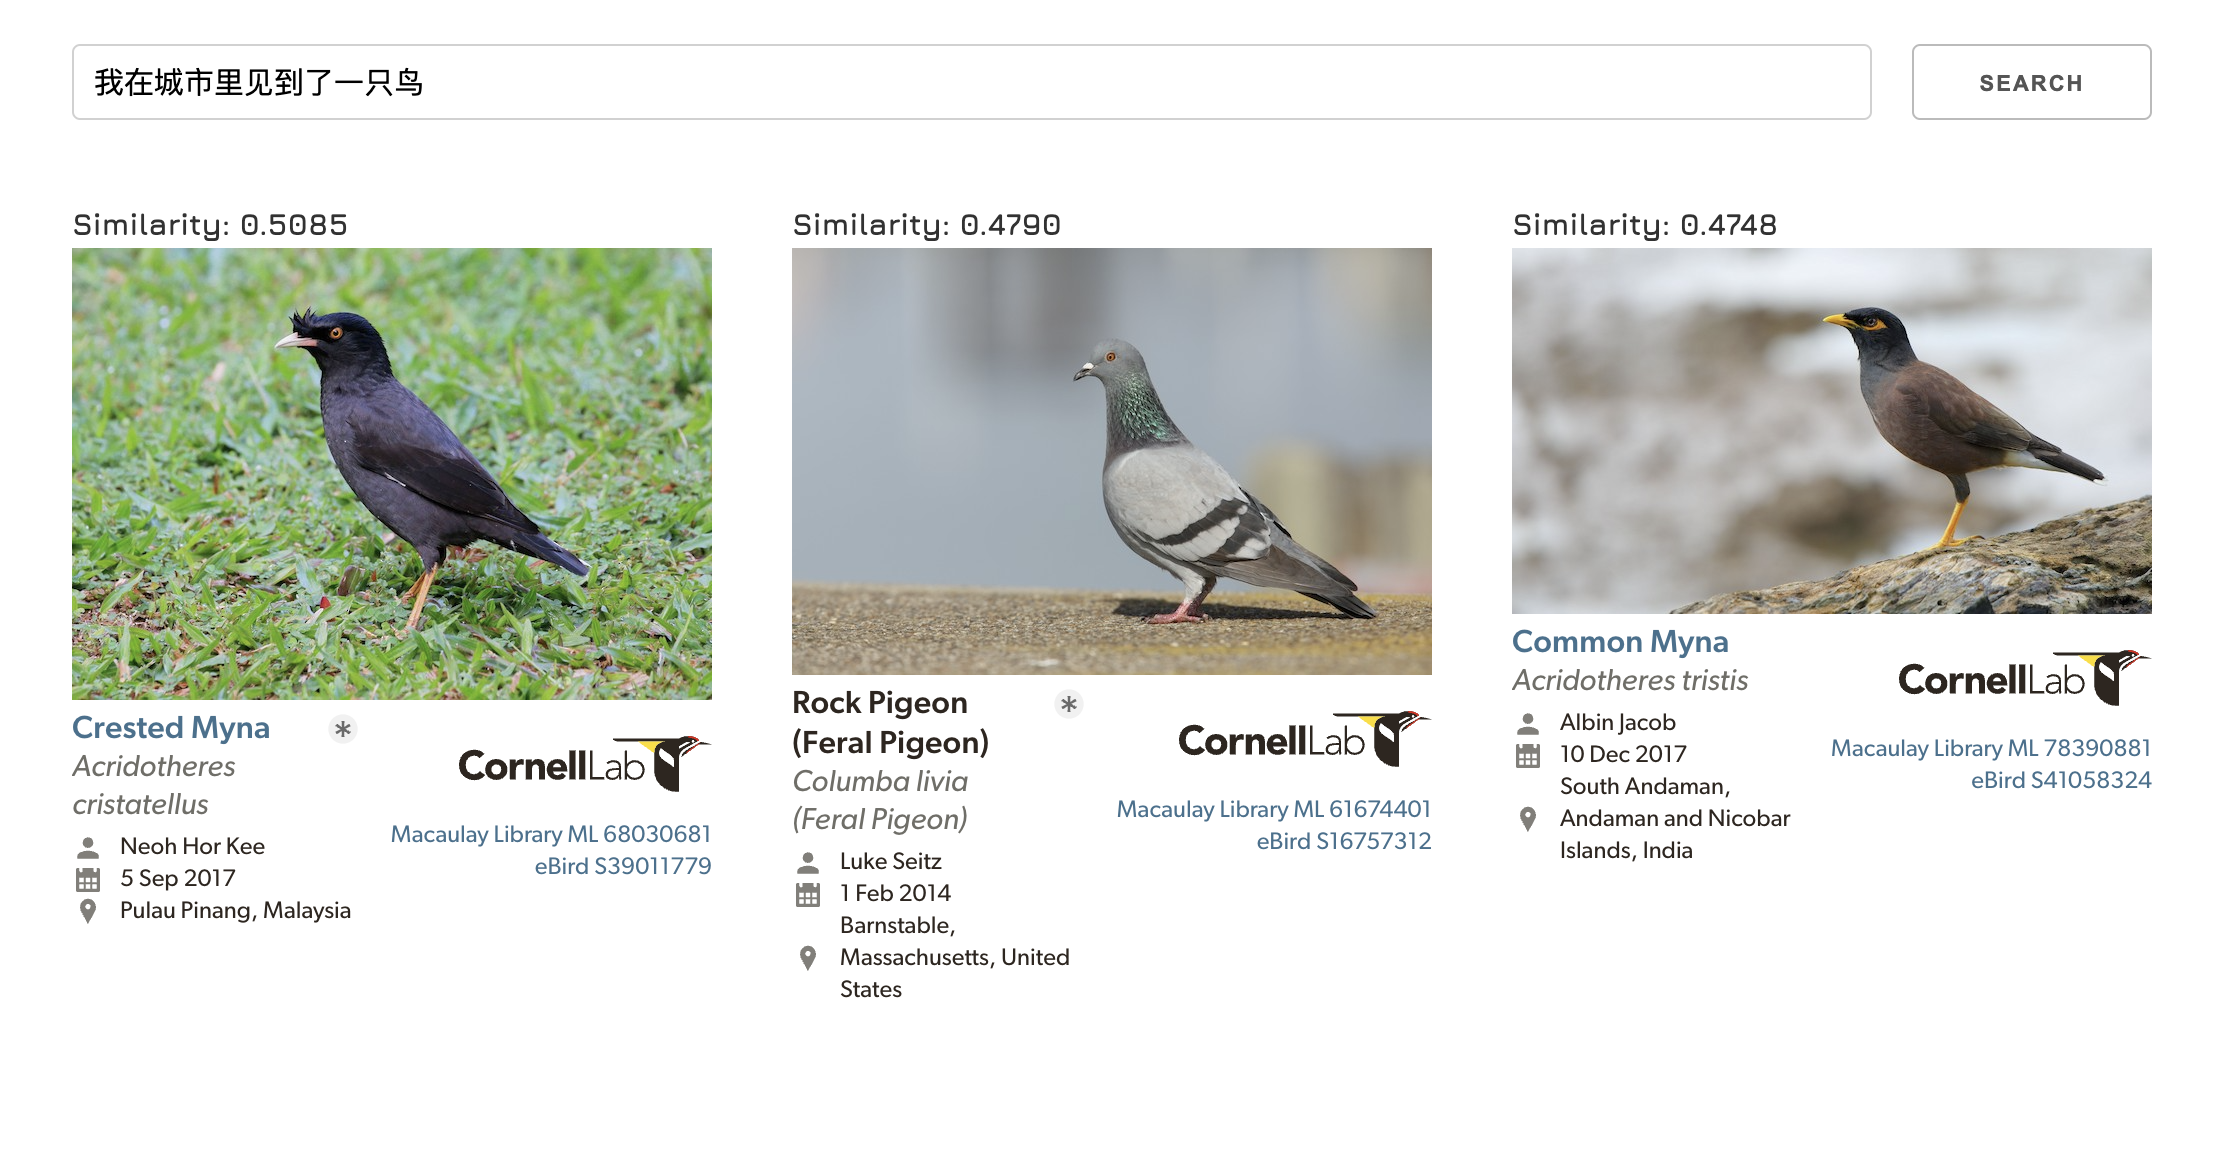 我在城市里见到了一只鸟
SEARCH
Similarity: 0.5085
Crested Myna
*
Acridotheres
cristatellus
Neoh Hor Kee
5 Sep 2017
Pulau Pinang, Malaysia
CornellLab
Macaulay Library ML 68030681
eBird S39011779
Similarity: 0.4790
Rock Pigeon
*
(Feral Pigeon)
Columba livia
(Feral Pigeon)
Luke Seitz
1 Feb 2014
Barnstable,
Massachusetts, United
States
CornellLab
Macaulay Library ML 61674401
eBird S16757312
Similarity: 0.4748
Common Myna
Acridotheres tristis
Albin Jacob
10 Dec 2017
South Andaman,
Andaman and Nicobar
Islands, India
CornellLab
Macaulay Library ML 78390881
eBird S41058324